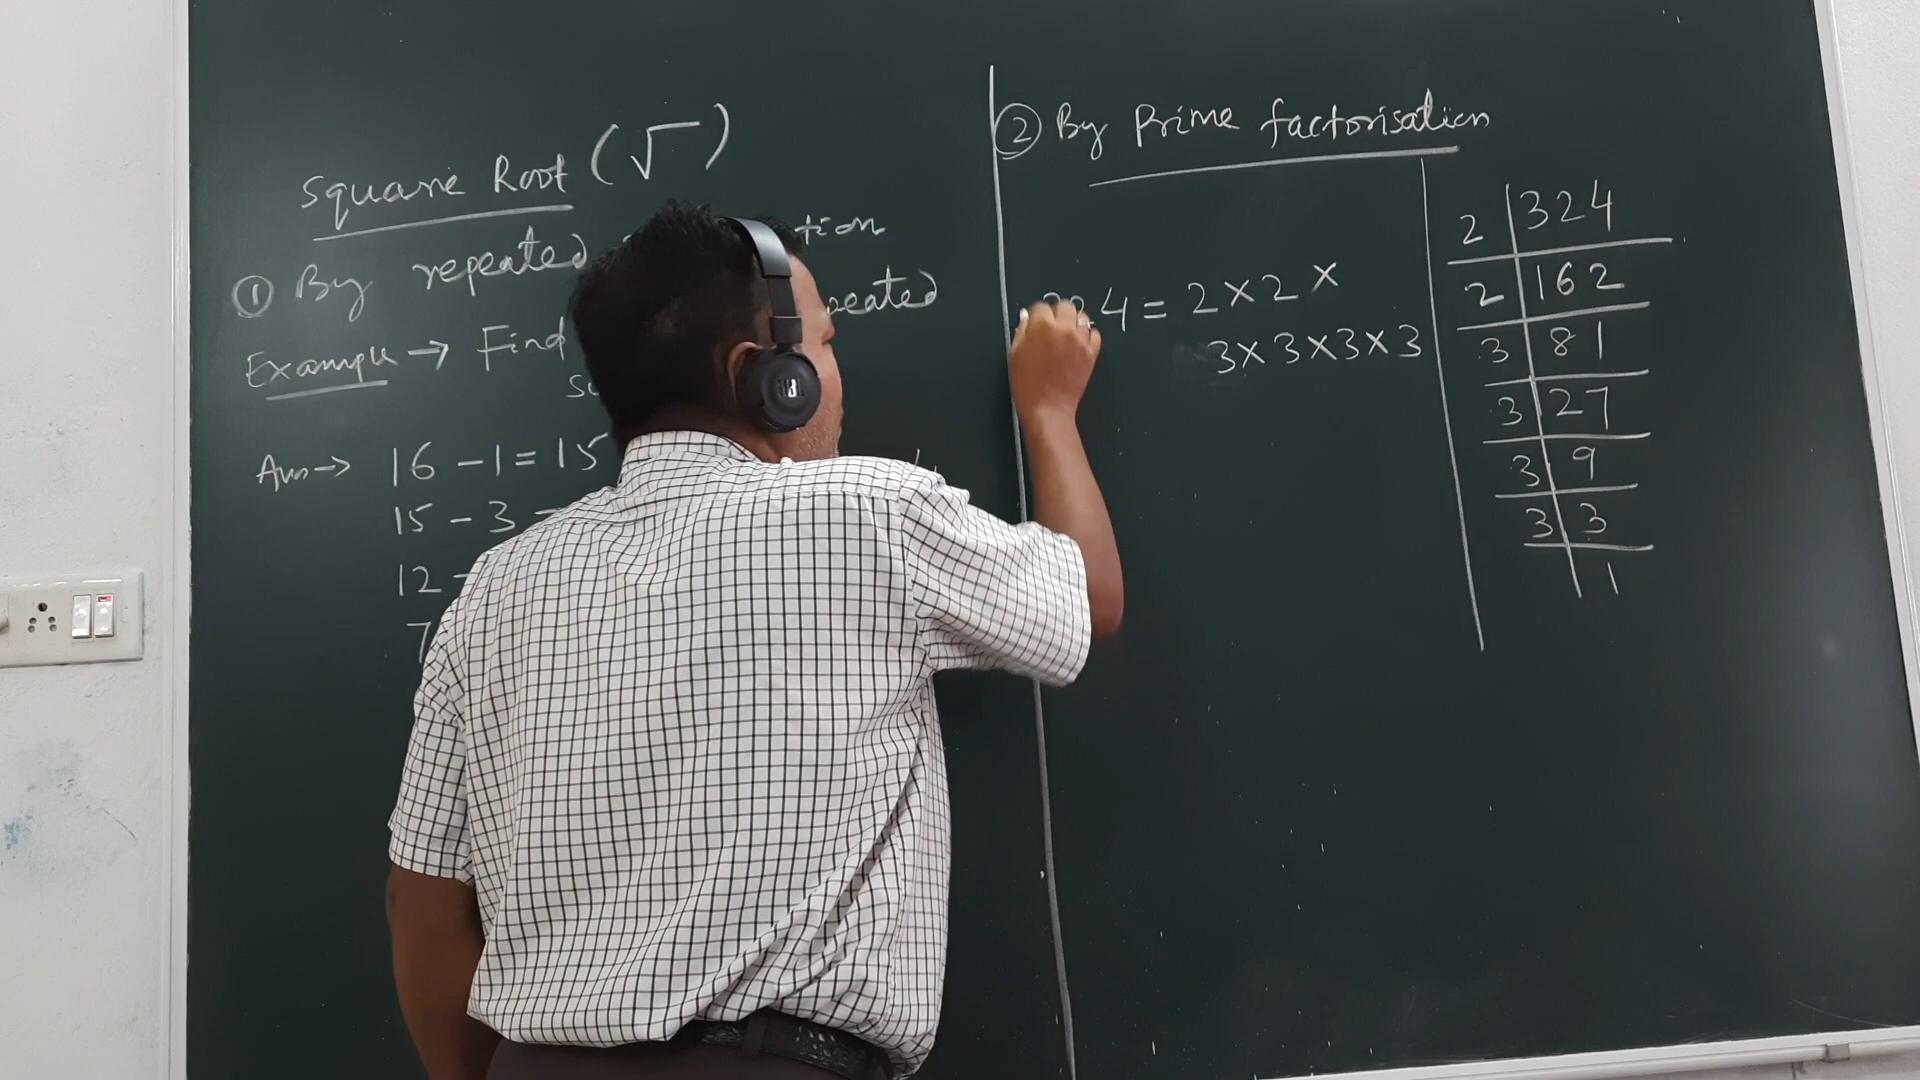 Square Root (√)
① By repeated tion
Example → Find
Ans → 16 - 1 = 15
15 - 3
12 -
7
② By Prime factorisation
4 = 2 × 2 ×
3 × 3 × 3 × 3
2 | 324
2 | 162
3 | 81
3 | 27
3 | 9
3 | 3
1
JBL